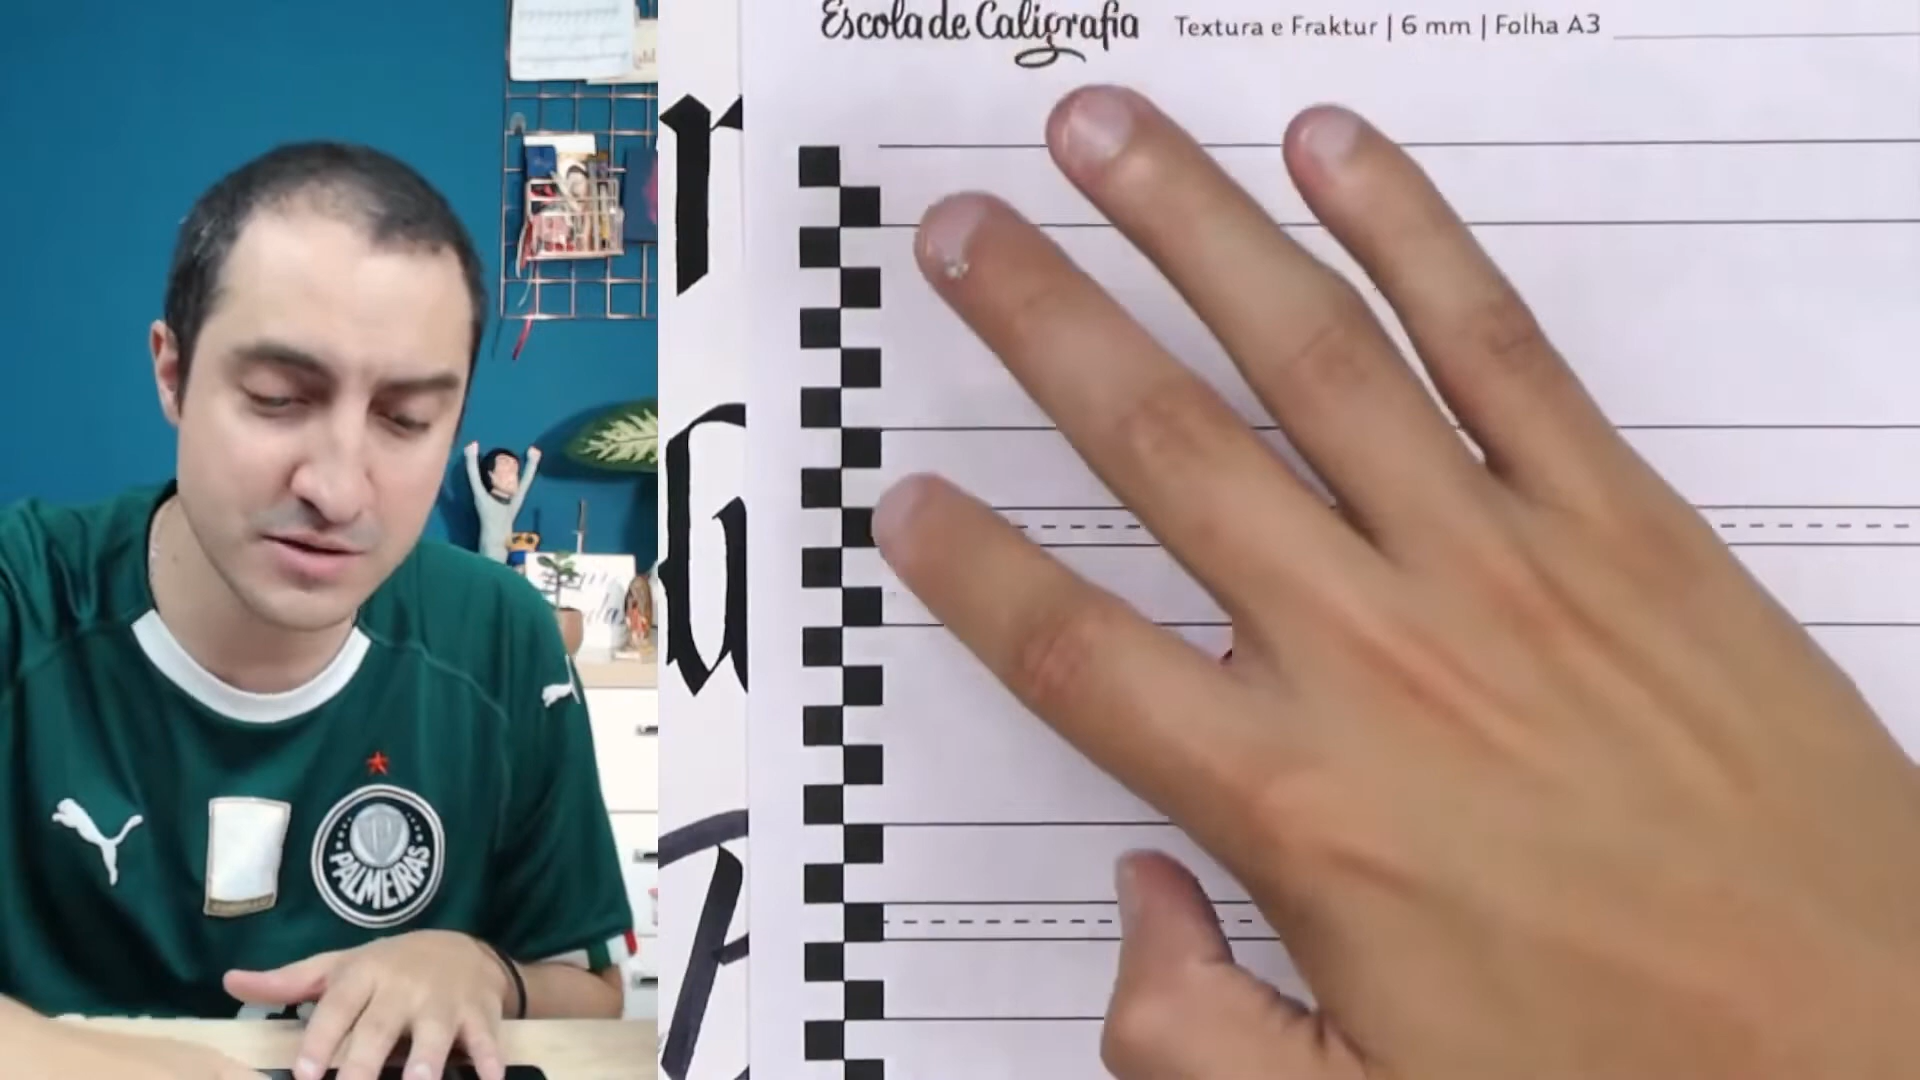 Escola de Caligrafia
Textura e Fraktur | 6 mm | Folha A3
PALMEIRAS